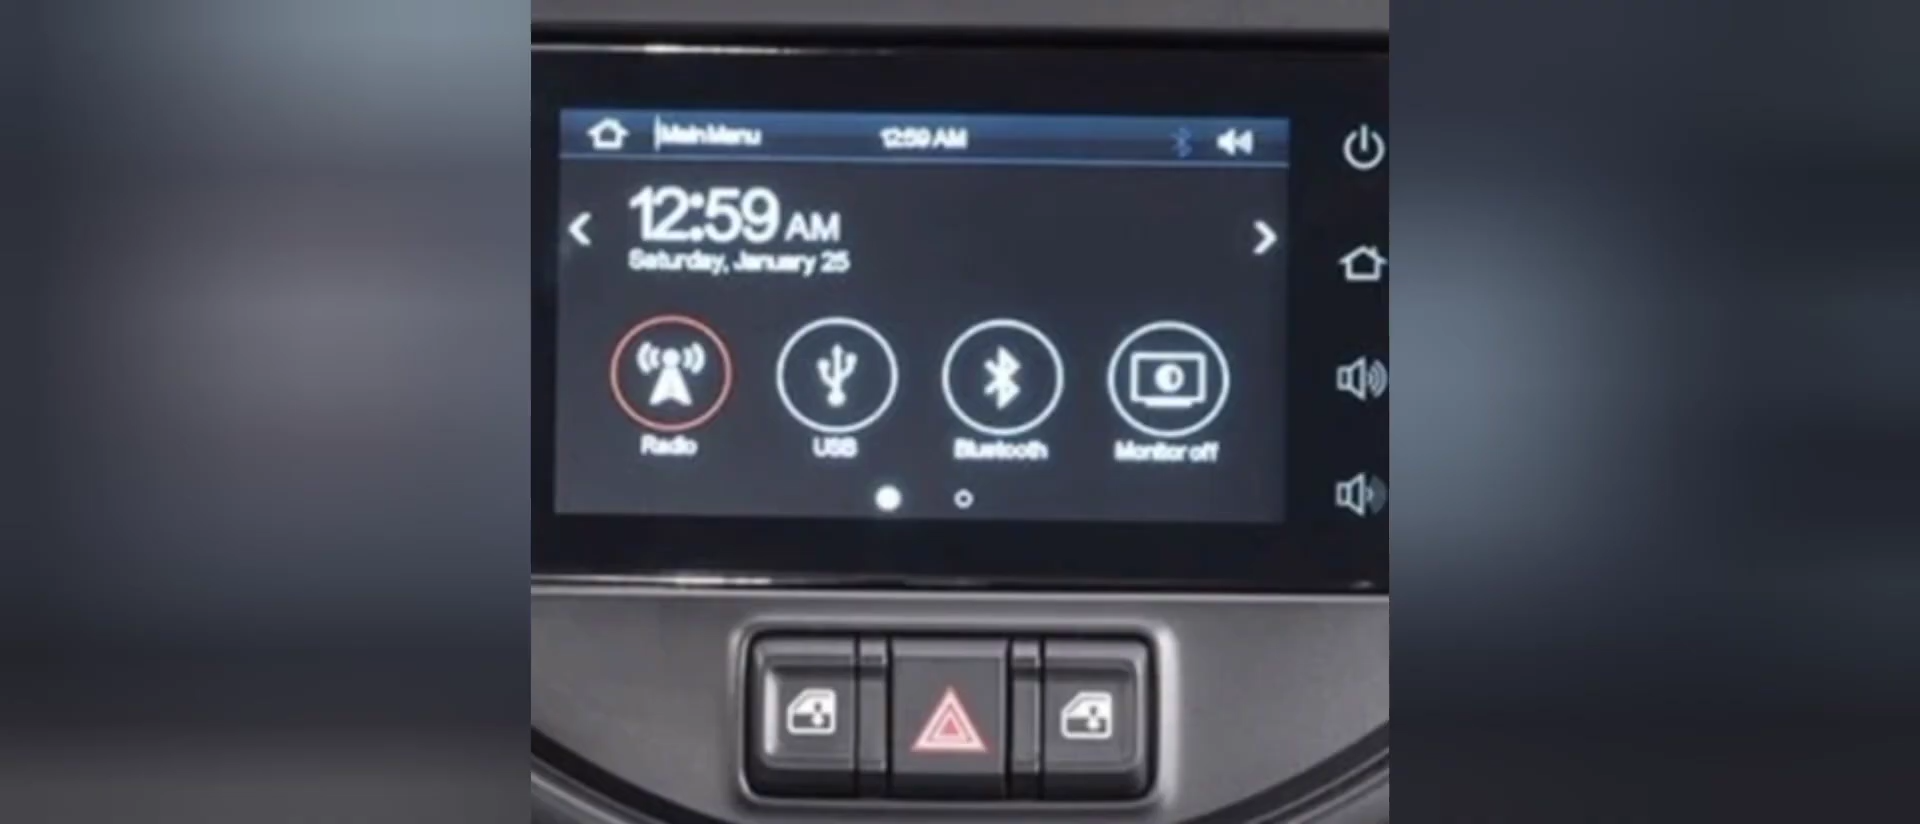 Main Menu 12:59 AM
12:59 AM
Saturday, January 25
Radio USB Bluetooth Monitor off